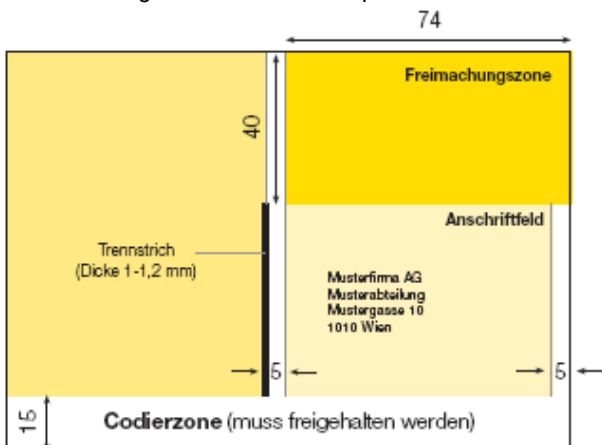 74
Freimachungszone
40
Anschriftfeld
Trennstrich
(Dicke 1-1,2 mm)
Musterfirma AG
Musterabteilung
Mustergasse 10
1010 Wien
5
5
15
Codierzone (muss freigehalten werden)